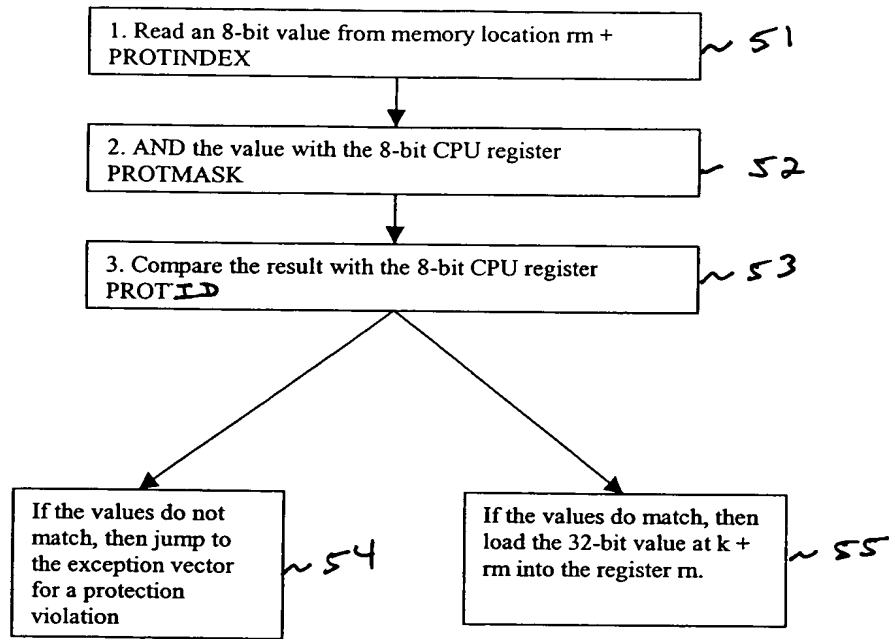 1. Read an 8-bit value from memory location rm +
PROTINDEX
~ 51
2. AND the value with the 8-bit CPU register
PROTMASK
~ 52
3. Compare the result with the 8-bit CPU register
PROTID
~ 53
If the values do not
match, then jump to
the exception vector
for a protection
violation
~ 54
If the values do match, then
load the 32-bit value at k +
rm into the register rn.
~ 55